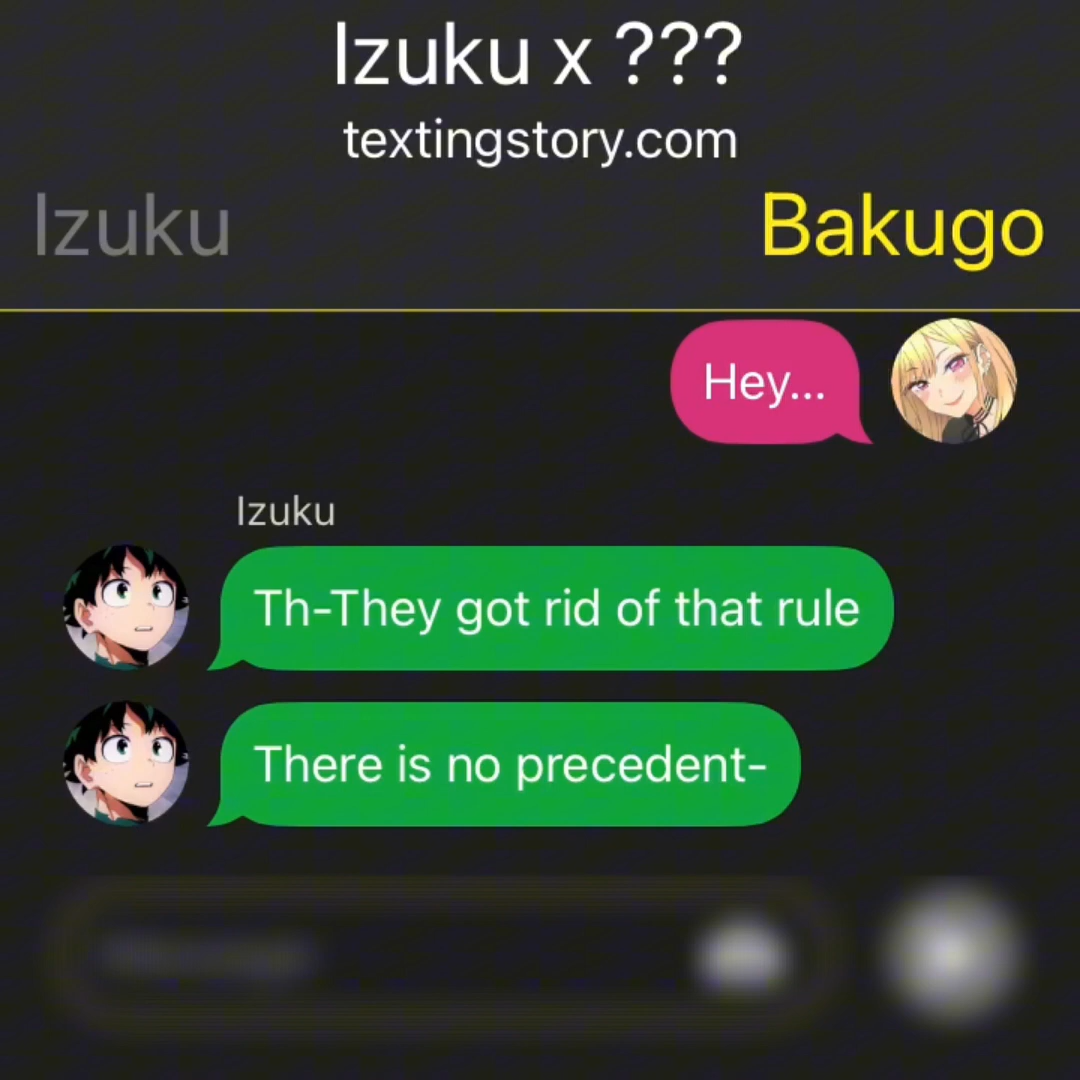 Izuku x ???
textingstory.com
Izuku
Bakugo
Hey...
Izuku
Th-They got rid of that rule
There is no precedent-